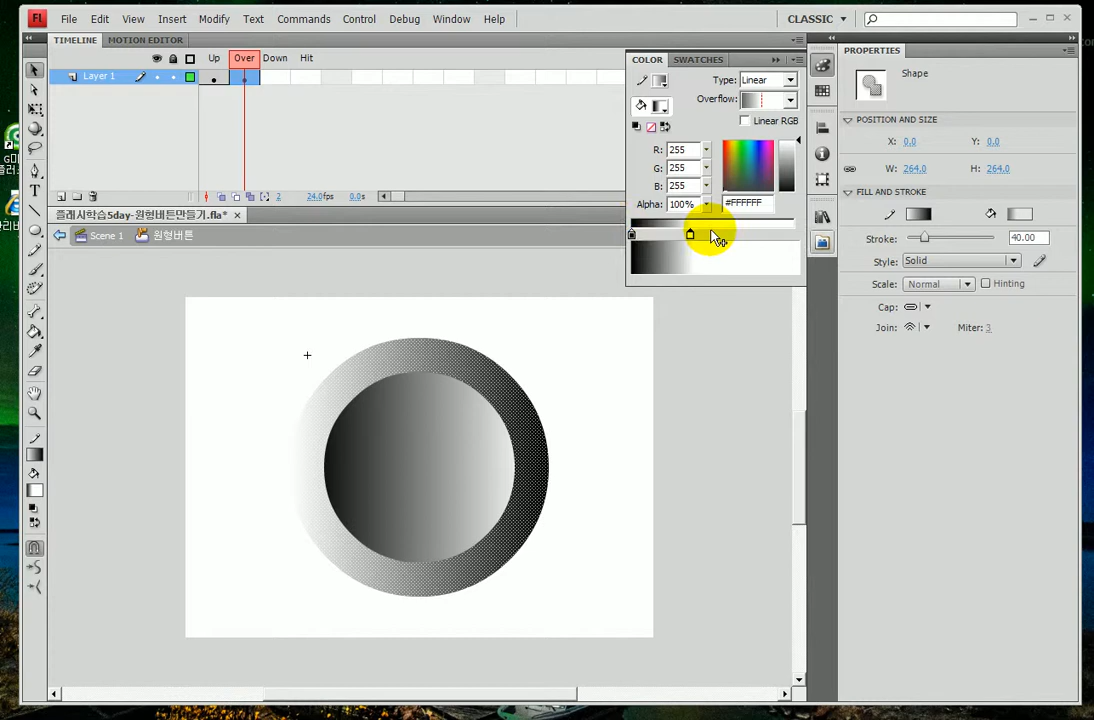 Fl File Edit View Insert Modify Text Commands Control Debug Window Help CLASSIC
TIMELINE MOTION EDITOR
Up Over Down Hit
Layer 1
2 24.0fps 0.0s
플래시학습5day-원형버튼만들기.fla*
Scene 1 원형버튼
COLOR SWATCHES
Type: Linear
Overflow:
Linear RGB
R: 255
G: 255
B: 255
Alpha: 100% #FFFFFF
PROPERTIES
Shape
POSITION AND SIZE
X: 0.0 Y: 0.0
W: 264.0 H: 264.0
FILL AND STROKE
Stroke: 40.00
Style: Solid
Scale: Normal Hinting
Cap:
Join: Miter: 3